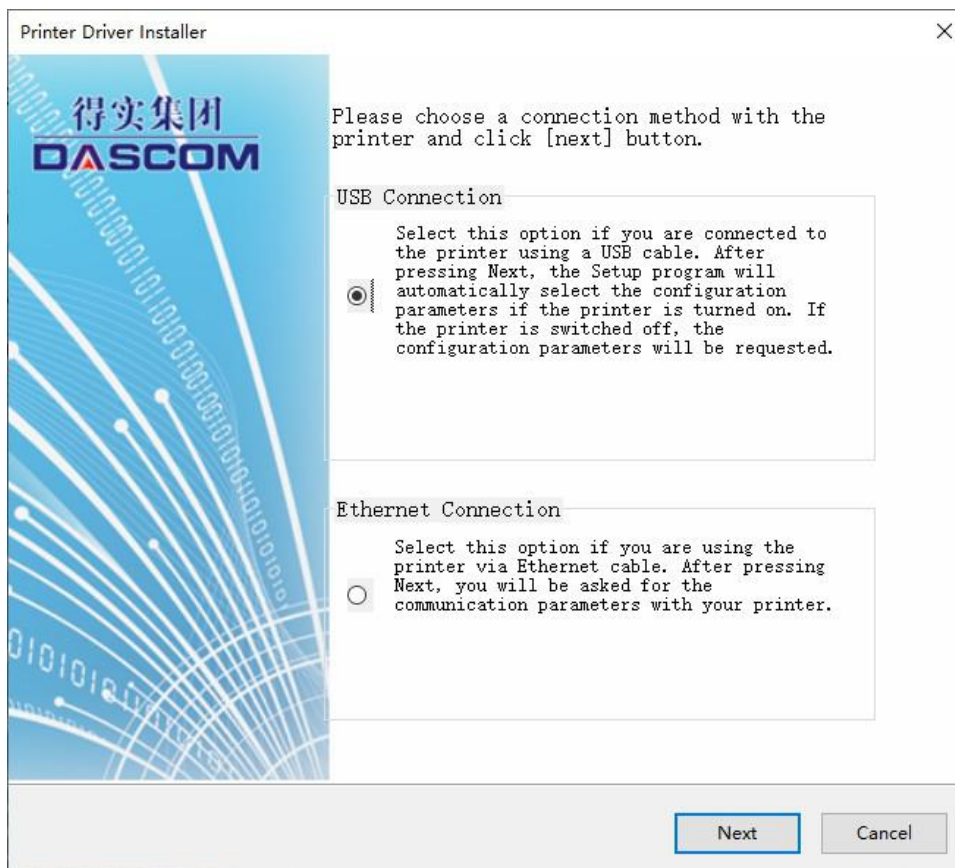 Printer Driver Installer
得实集团
DASCOM
Please choose a connection method with the
printer and click [next] button.
USB Connection
Select this option if you are connected to
the printer using a USB cable. After
pressing Next, the Setup program will
automatically select the configuration
parameters if the printer is turned on. If
the printer is switched off, the
configuration parameters will be requested.
Ethernet Connection
Select this option if you are using the
printer via Ethernet cable. After pressing
Next, you will be asked for the
communication parameters with your printer.
Next
Cancel